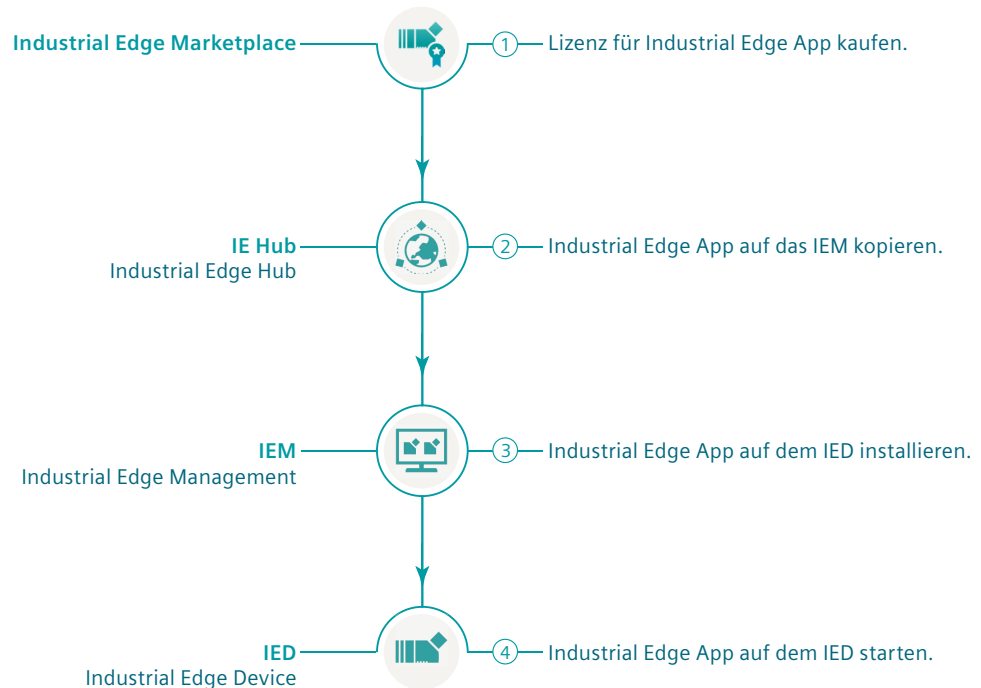 Industrial Edge Marketplace
1 Lizenz für Industrial Edge App kaufen.
IE Hub
Industrial Edge Hub
2 Industrial Edge App auf das IEM kopieren.
IEM
Industrial Edge Management
3 Industrial Edge App auf dem IED installieren.
IED
Industrial Edge Device
4 Industrial Edge App auf dem IED starten.